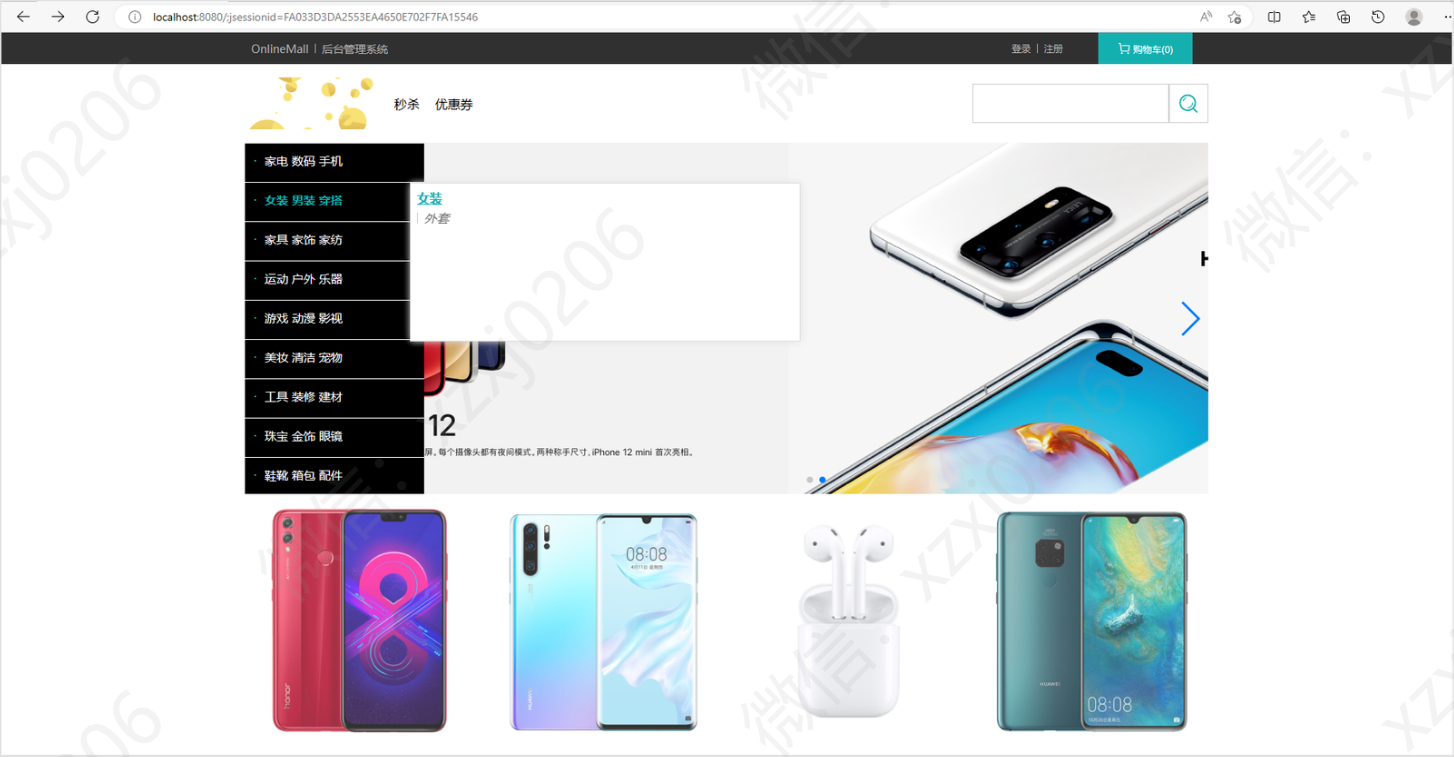 localhost:8080/;jsessionid=FA033D3DA2553EA4650E702F7FA15546
OnlineMall | 后台管理系统
登录 | 注册
购物车(0)
秒杀 优惠券
· 家电 数码 手机
· 女装 男装 穿搭
· 家具 家饰 家纺
· 运动 户外 乐器
· 游戏 动漫 影视
· 美妆 清洁 宠物
· 工具 装修 建材
· 珠宝 金饰 眼镜
· 鞋靴 箱包 配件
女装
| 外套
H
12
屏。每个摄像头都有夜间模式。两种称手尺寸,iPhone 12 mini 首次亮相。
honor
08:08
HUAWEI
08:08
微信: xzxj0206